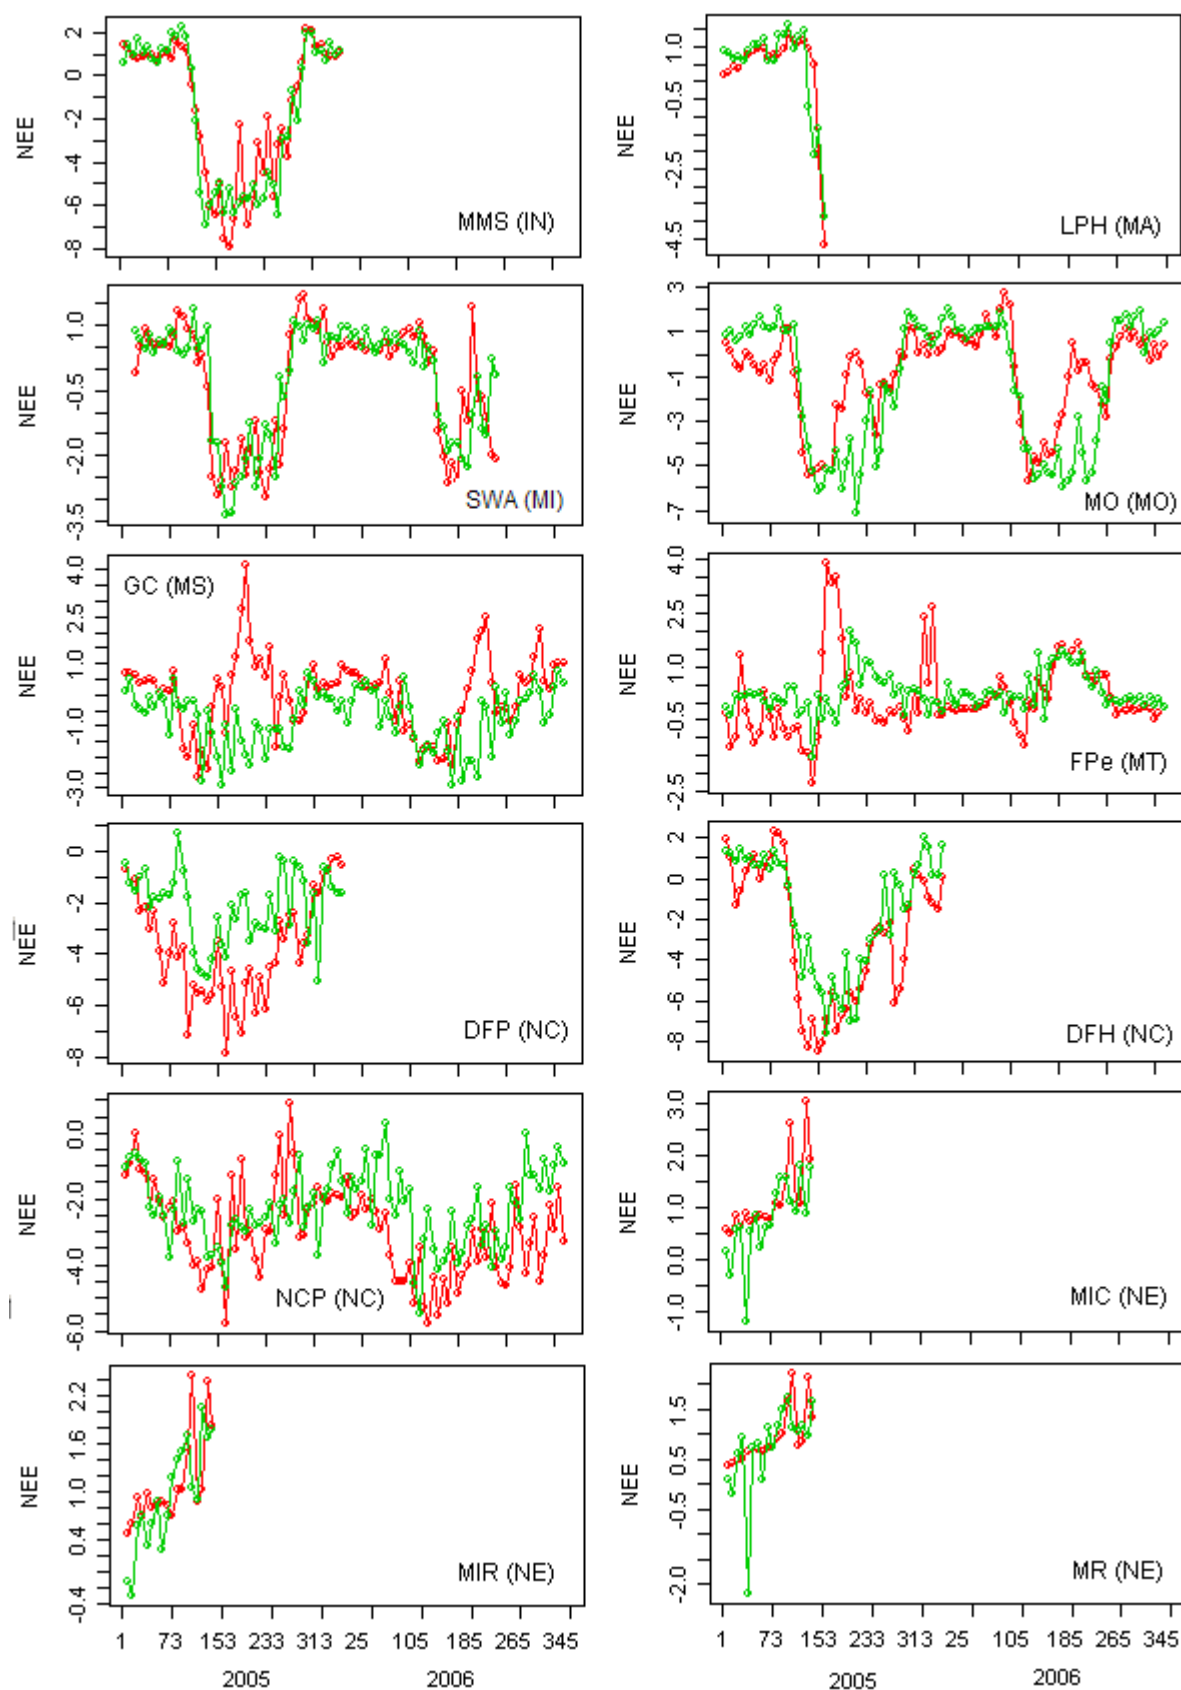 NEE
2
0
-2
-4
-6
-8
MMS (IN)
NEE
1.0
-0.5
-2.5
-4.5
LPH (MA)
NEE
1.0
-0.5
-2.0
-3.5
SWA (MI)
NEE
3
1
-1
-3
-5
-7
MO (MO)
NEE
4.0
2.5
1.0
-1.0
-3.0
GC (MS)
NEE
4.0
2.5
1.0
-0.5
-2.5
FPe (MT)
NEE
0
-2
-4
-6
-8
DFP (NC)
NEE
2
0
-2
-4
-6
-8
DFH (NC)
NEE
0.0
-2.0
-4.0
-6.0
NCP (NC)
NEE
3.0
2.0
1.0
0.0
-1.0
MIC (NE)
NEE
2.2
1.6
1.0
0.4
-0.4
MIR (NE)
NEE
1.5
0.5
-0.5
-2.0
MR (NE)
1 73 153 233 313 25 105 185 265 345
2005 2006
1 73 153 233 313 25 105 185 265 345
2005 2006